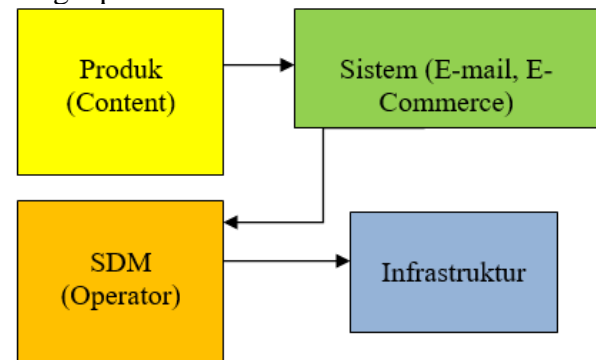 Produk
(Content)
Sistem (E-mail, E-
Commerce)
SDM
(Operator)
Infrastruktur